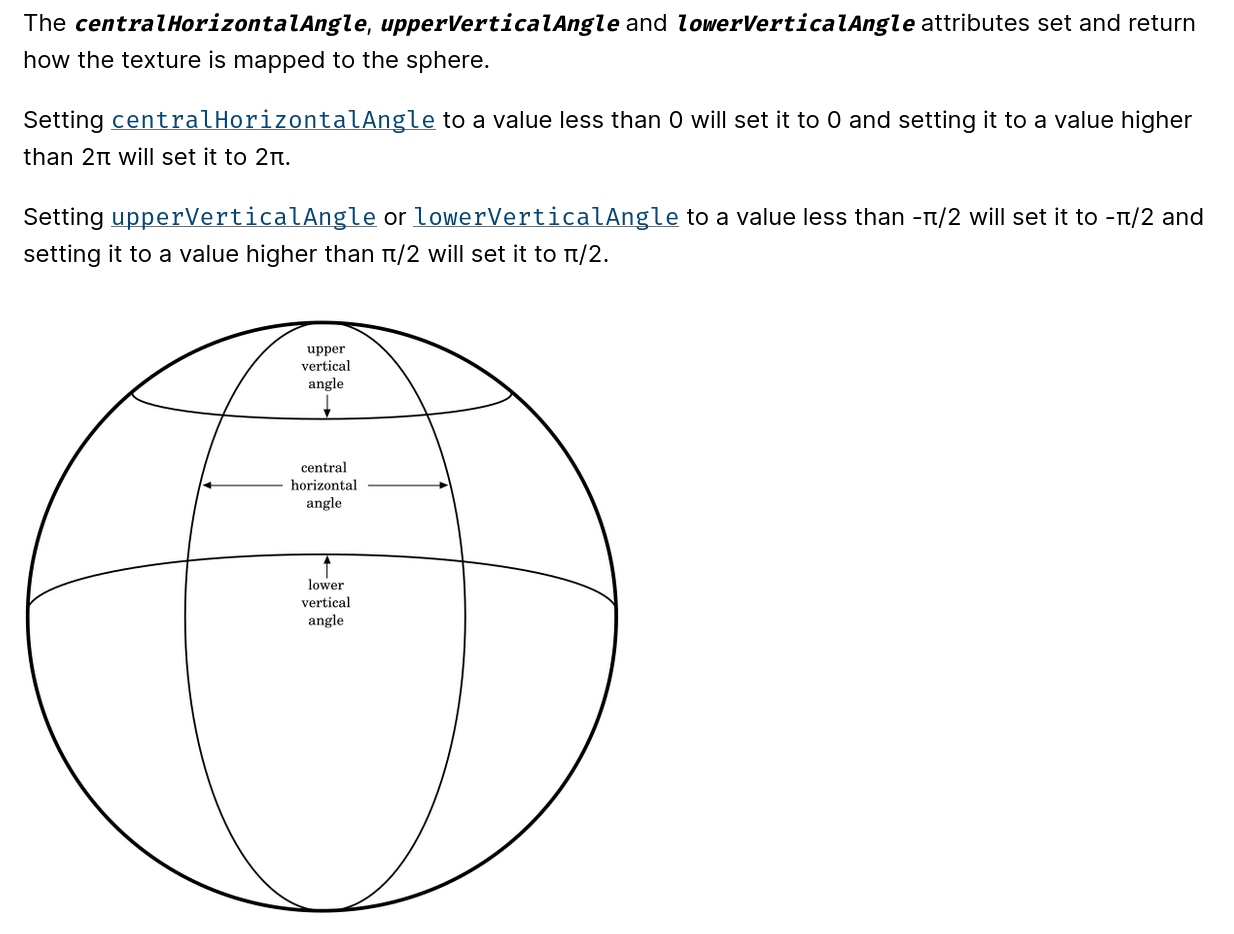 The centralHorizontalAngle, upperVerticalAngle and lowerVerticalAngle attributes set and return
how the texture is mapped to the sphere.
Setting centralHorizontalAngle to a value less than 0 will set it to 0 and setting it to a value higher
than 2π will set it to 2π.
Setting upperVerticalAngle or lowerVerticalAngle to a value less than -π/2 will set it to -π/2 and
setting it to a value higher than π/2 will set it to π/2.
upper
vertical
angle
central
horizontal
angle
lower
vertical
angle